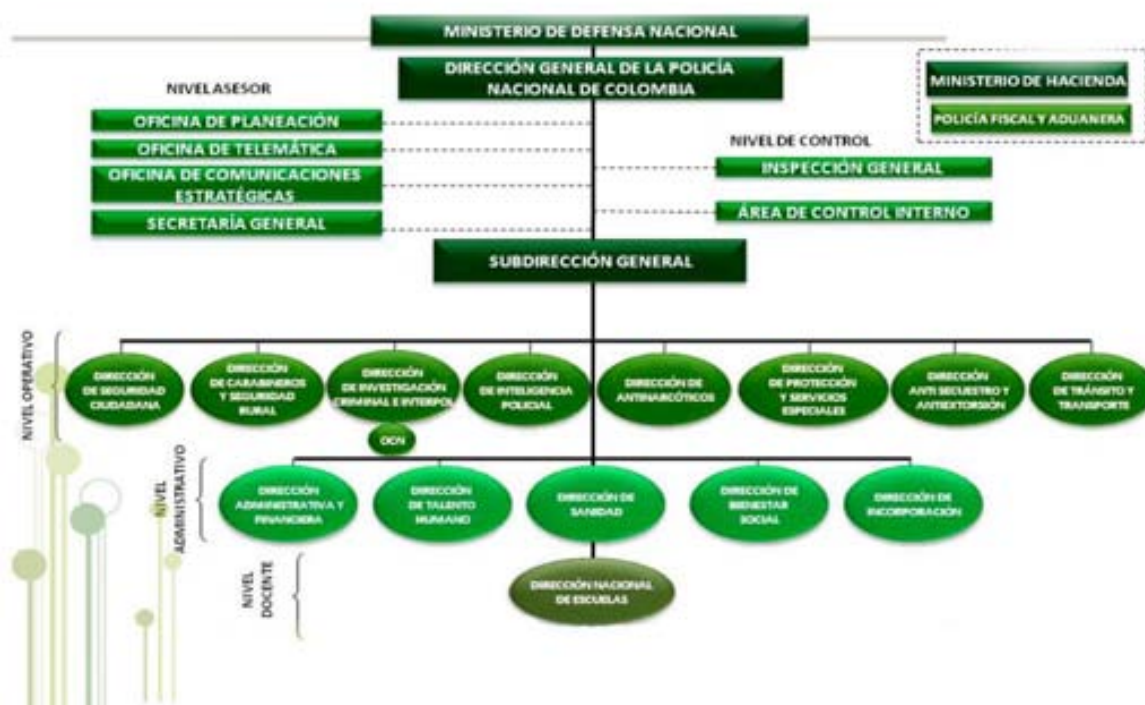 MINISTERIO DE DEFENSA NACIONAL
DIRECCIÓN GENERAL DE LA POLICÍA
NACIONAL DE COLOMBIA
MINISTERIO DE HACIENDA
POLICÍA FISCAL Y ADUANERA
NIVEL ASESOR
OFICINA DE PLANEACIÓN
OFICINA DE TELEMÁTICA
OFICINA DE COMUNICACIONES
ESTRATÉGICAS
SECRETARÍA GENERAL
NIVEL DE CONTROL
INSPECCIÓN GENERAL
ÁREA DE CONTROL INTERNO
SUBDIRECCIÓN GENERAL
NIVEL OPERATIVO
DIRECCIÓN
DE SEGURIDAD
CIUDADANA
DIRECCIÓN
DE CARABINEROS
Y SEGURIDAD
RURAL
DIRECCIÓN
DE INVESTIGACIÓN
CRIMINAL E INTERPOL
OCN
DIRECCIÓN
DE INTELIGENCIA
POLICIAL
DIRECCIÓN DE
ANTINARCÓTICOS
DIRECCIÓN
DE PROTECCIÓN
Y SERVICIOS
ESPECIALES
DIRECCIÓN
ANTI SECUESTRO Y
ANTIEXTORSIÓN
DIRECCIÓN
DE TRÁNSITO Y
TRANSPORTE
NIVEL
ADMINISTRATIVO
DIRECCIÓN
ADMINISTRATIVA Y
FINANCIERA
DIRECCIÓN
DE TALENTO
HUMANO
DIRECCIÓN DE
SANIDAD
DIRECCIÓN DE
BIENESTAR
SOCIAL
DIRECCIÓN DE
INCORPORACIÓN
NIVEL
DOCENTE
DIRECCIÓN NACIONAL
DE ESCUELAS